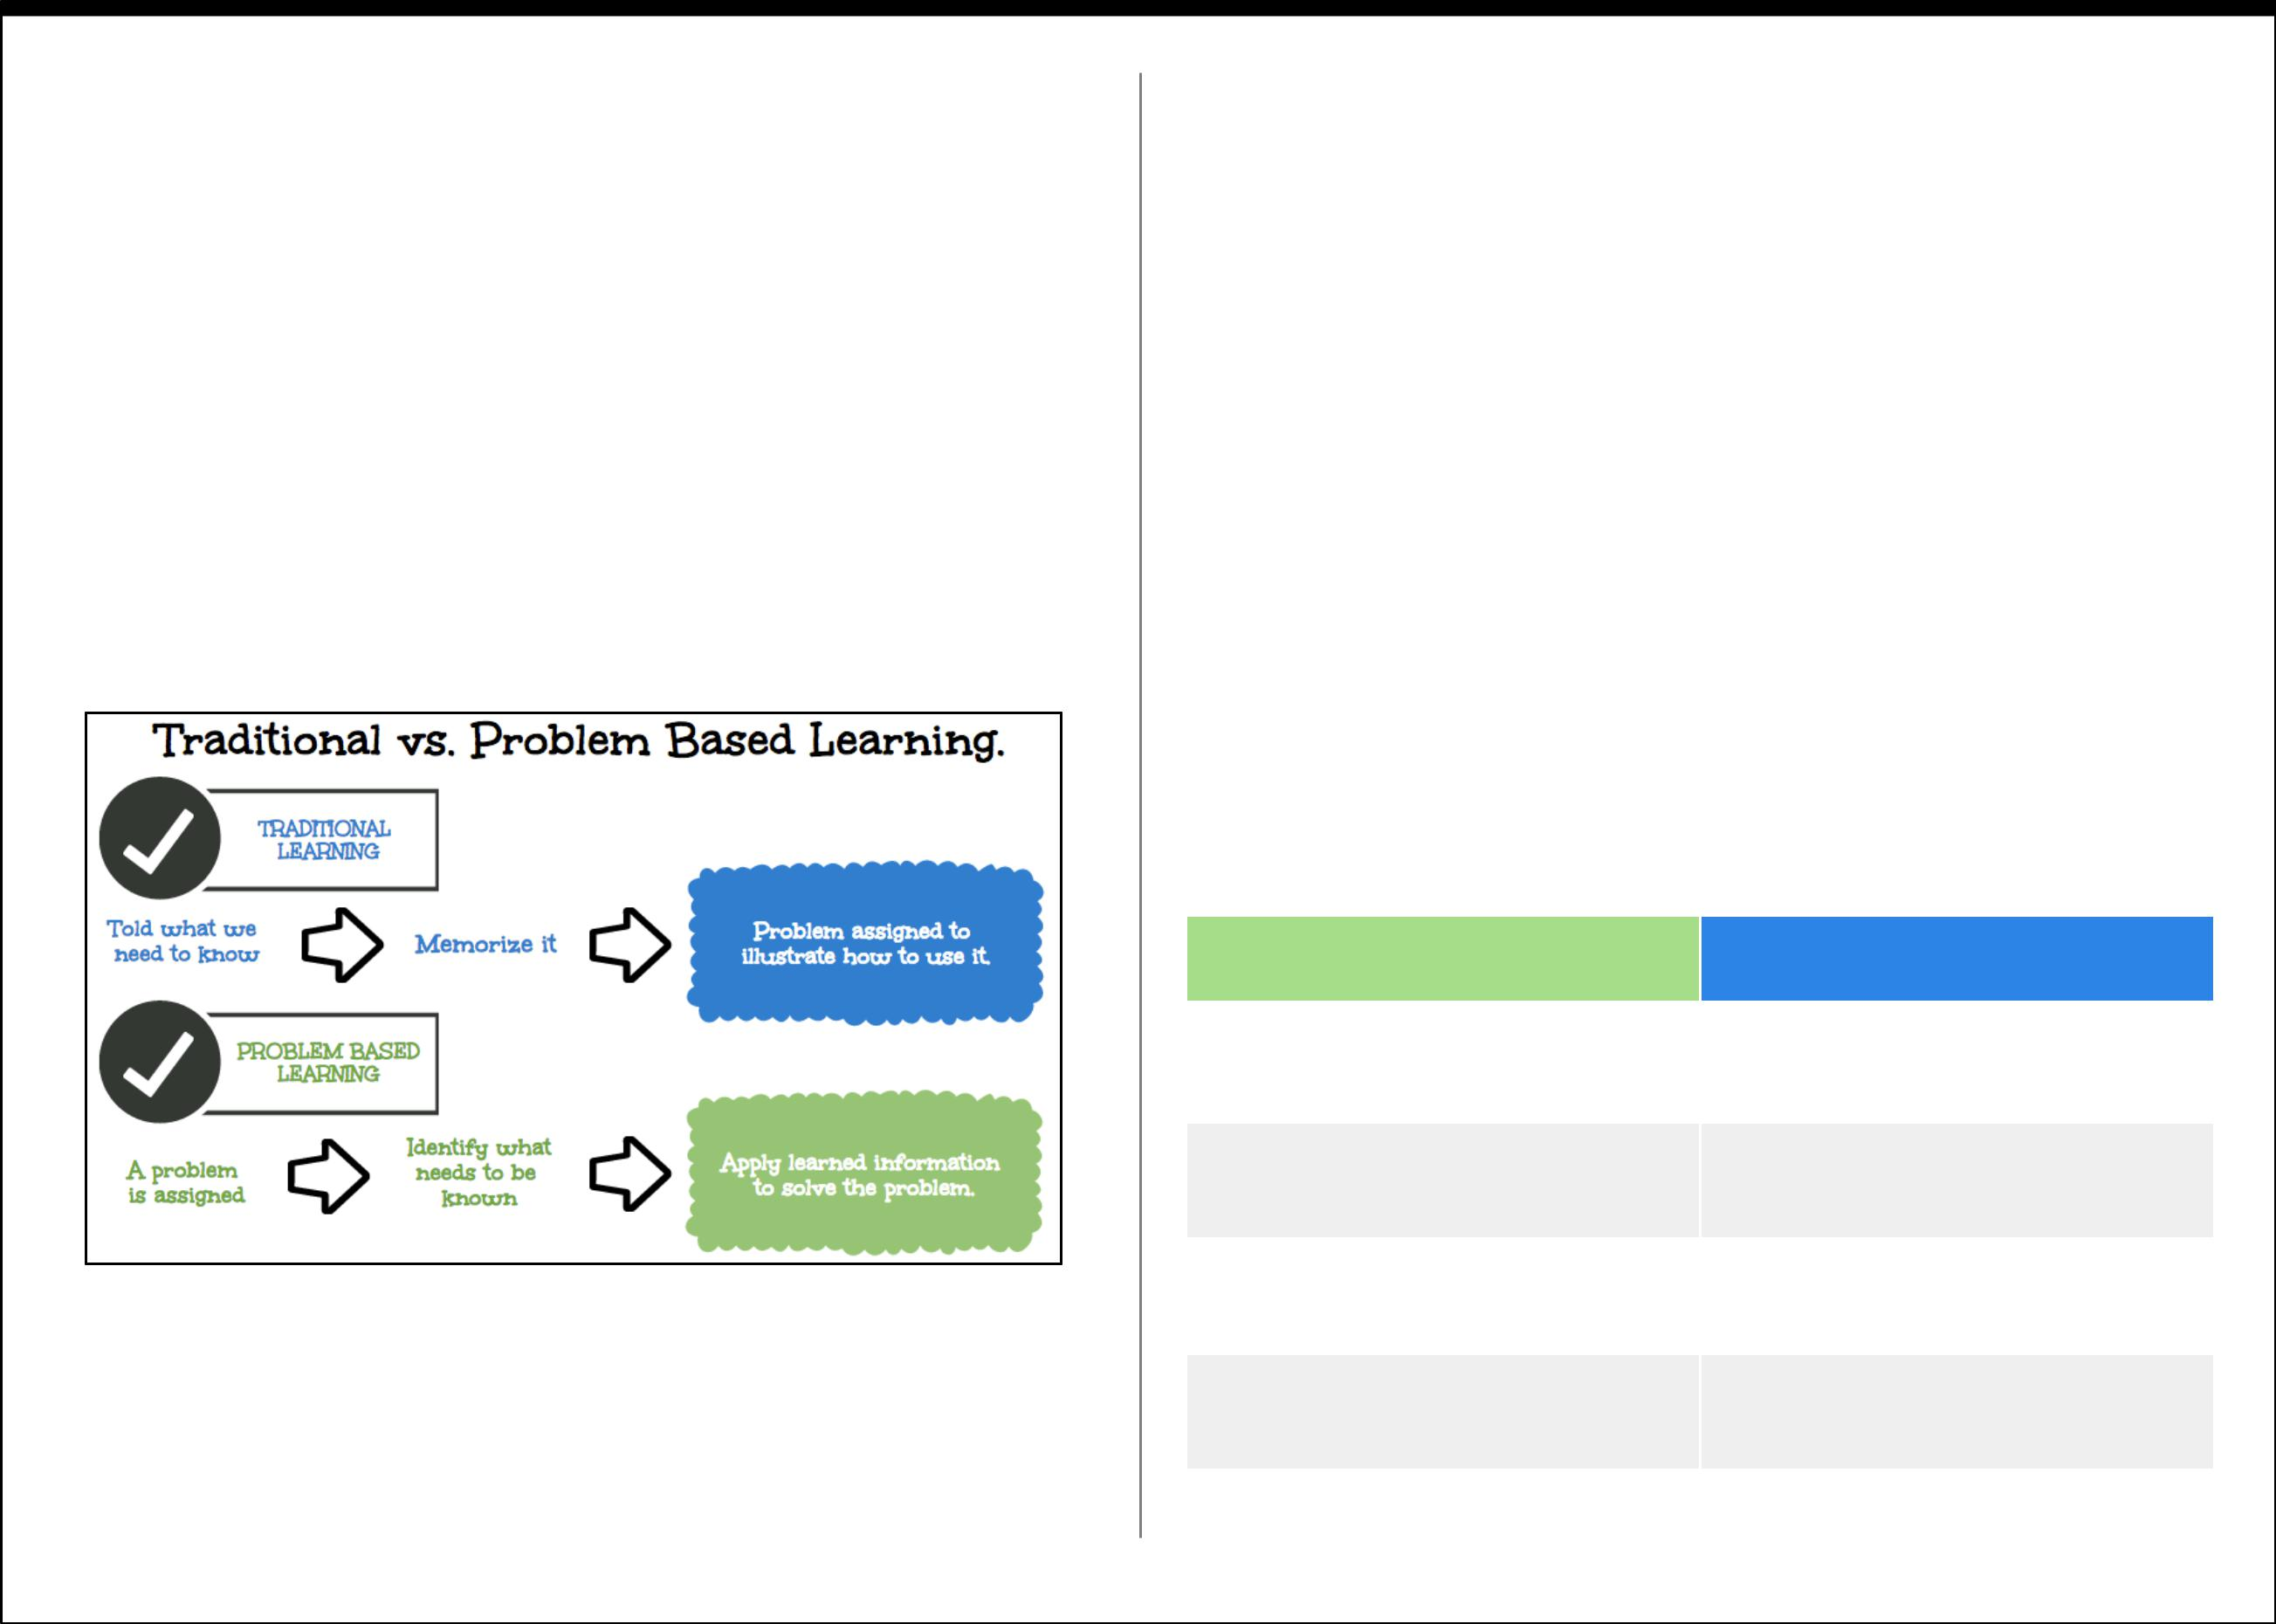 Traditional vs. Problem Based Learning.
TRADITIONAL
LEARNING
Told what we
need to know
Memorize it
Problem assigned to
illustrate how to use it.
PROBLEM BASED
LEARNING
A problem
is assigned
Identify what
needs to be
known
Apply learned information
to solve the problem.